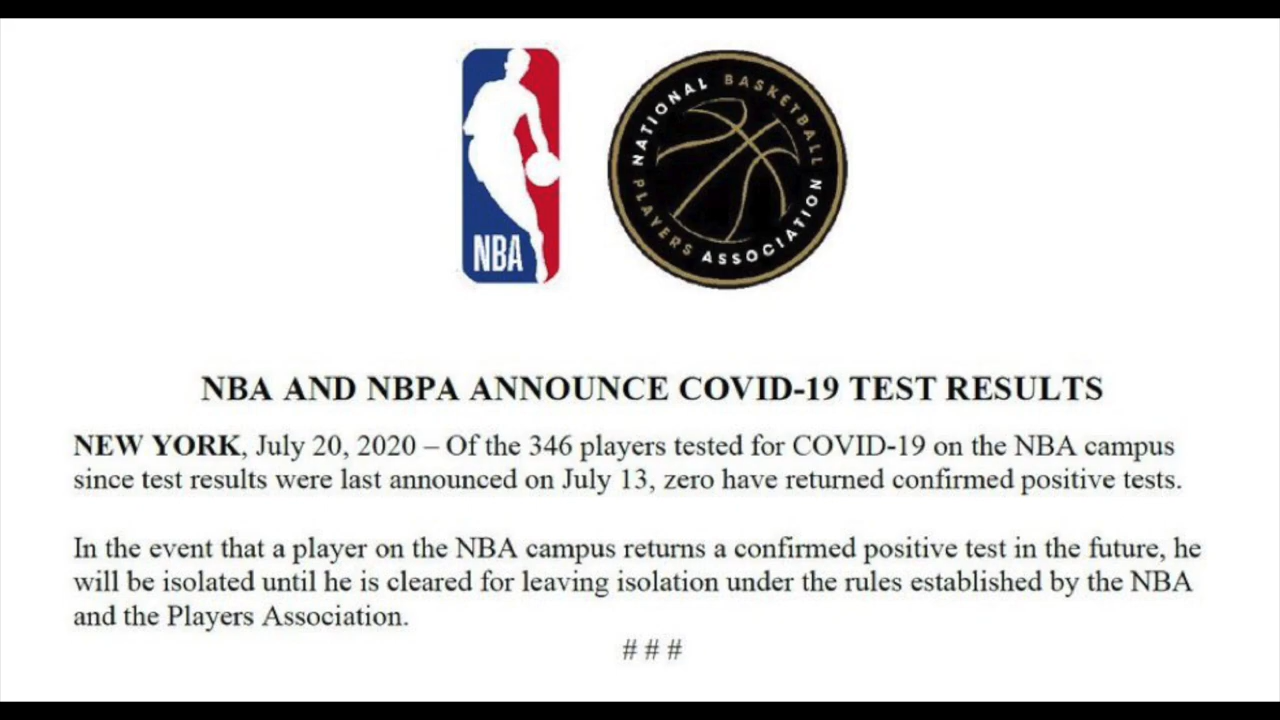 NBA
NATIONAL BASKETBALL
PLAYERS ASSOCIATION
NBA AND NBPA ANNOUNCE COVID-19 TEST RESULTS
NEW YORK, July 20, 2020 – Of the 346 players tested for COVID-19 on the NBA campus
since test results were last announced on July 13, zero have returned confirmed positive tests.
In the event that a player on the NBA campus returns a confirmed positive test in the future, he
will be isolated until he is cleared for leaving isolation under the rules established by the NBA
and the Players Association.
# # #